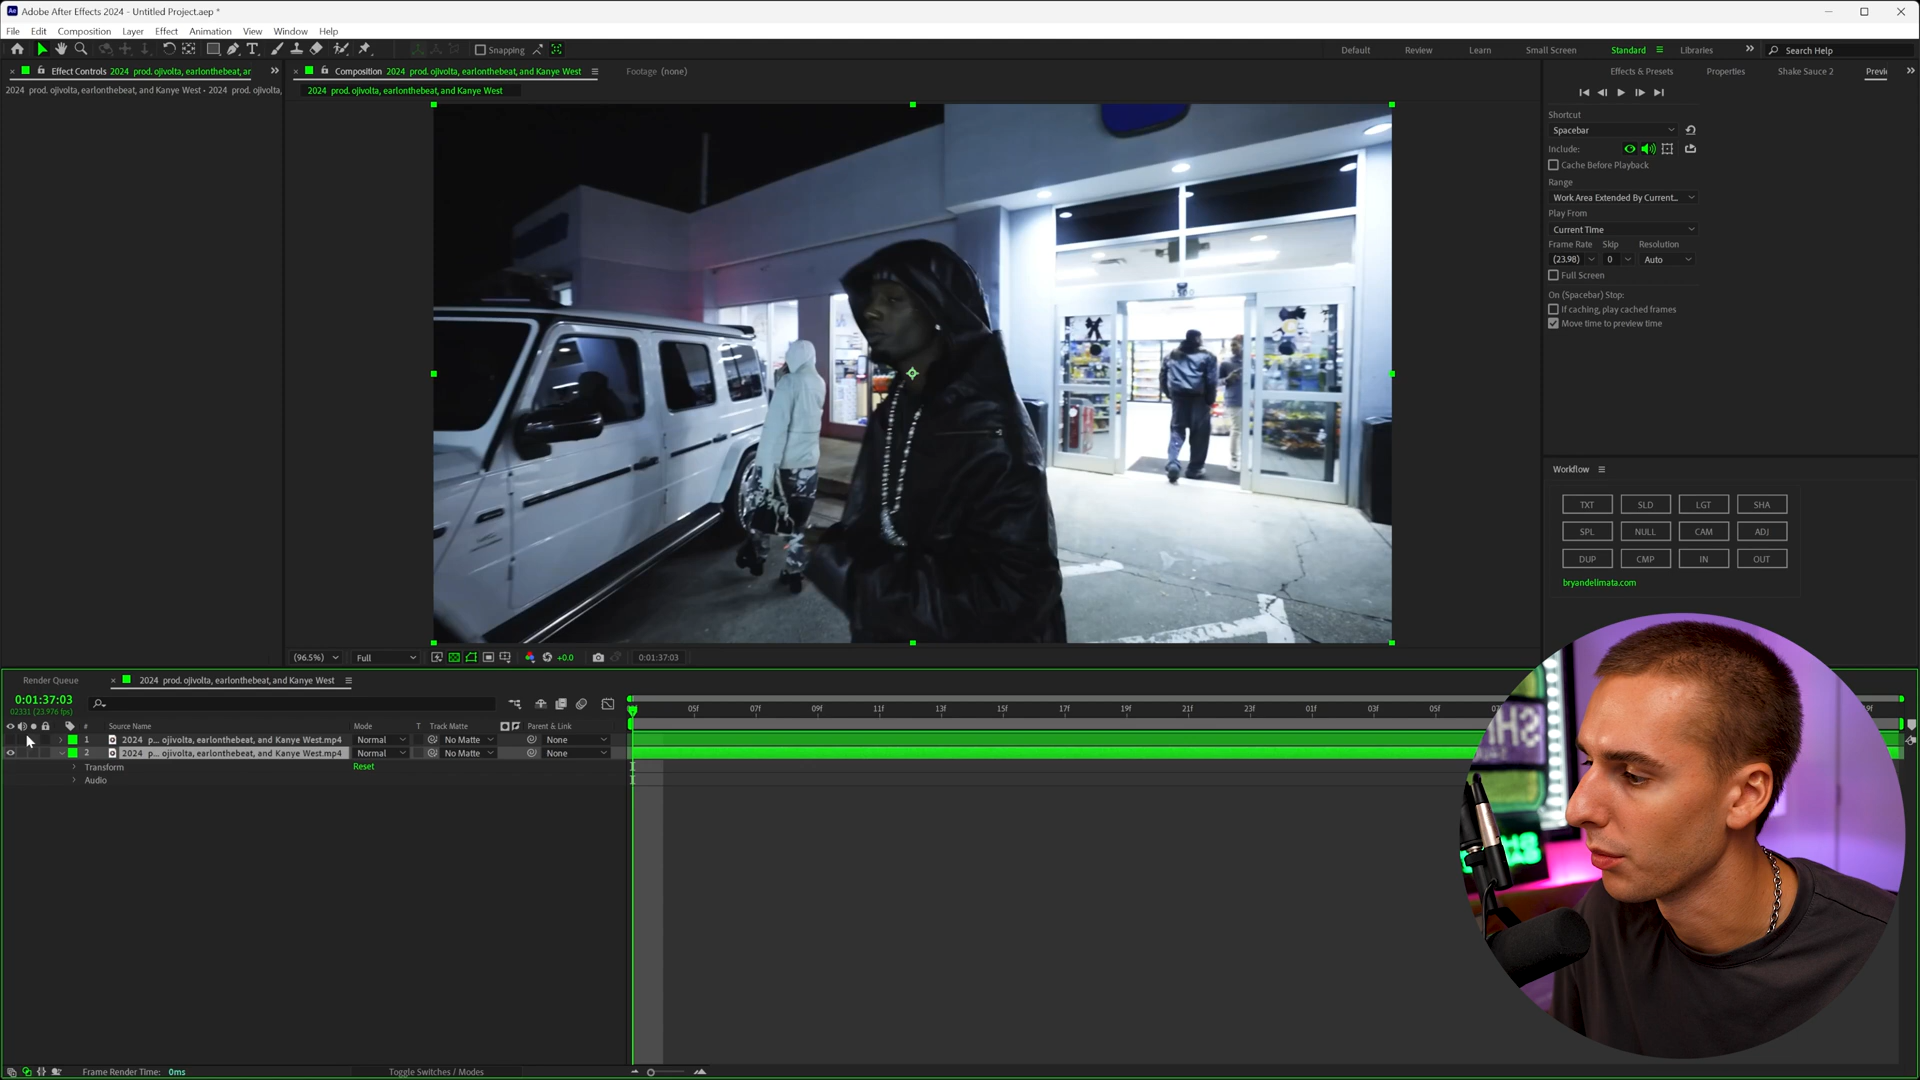 Adobe After Effects 2024 - Untitled Project.aep *
File Edit Composition Layer Effect Animation View Window Help
Snapping
Default Review Learn Small Screen Standard Libraries Search Help
Effect Controls 2024 prod. ojivolta, earlonthebeat, ar
Composition 2024 prod. ojivolta, earlonthebeat, and Kanye West
Footage (none)
Effects & Presets Properties Shake Sauce 2
2024 prod. ojivolta, earlonthebeat, and Kanye West • 2024 prod. ojivolta,
2024 prod. ojivolta, earlonthebeat, and Kanye West
Shortcut
Spacebar
Include:
Cache Before Playback
Range
Work Area Extended By Current...
Play From
Current Time
Frame Rate Skip Resolution
(23.98) 0 Auto
Full Screen
On (Spacebar) Stop:
If caching, play cached frames
Move time to preview time
Workflow
TXT SLD LGT SHA
SPL NULL CAM ADJ
DUP CMP IN OUT
bryandelimata.com
(96.5%) Full +0.0 0:01:37:03
Render Queue
2024 prod. ojivolta, earlonthebeat, and Kanye West
0:01:37:03
02331 (23.976 fps)
05f 07f 09f 11f 13f 15f 17f 19f 21f 23f 01f 03f 05f
# Source Name Mode T Track Matte Parent & Link
1 2024 p... ojivolta, earlonthebeat, and Kanye West.mp4 Normal No Matte None
2 2024 p... ojivolta, earlonthebeat, and Kanye West.mp4 Normal No Matte None
Transform Reset
Audio
Frame Render Time: 0ms
Toggle Switches / Modes